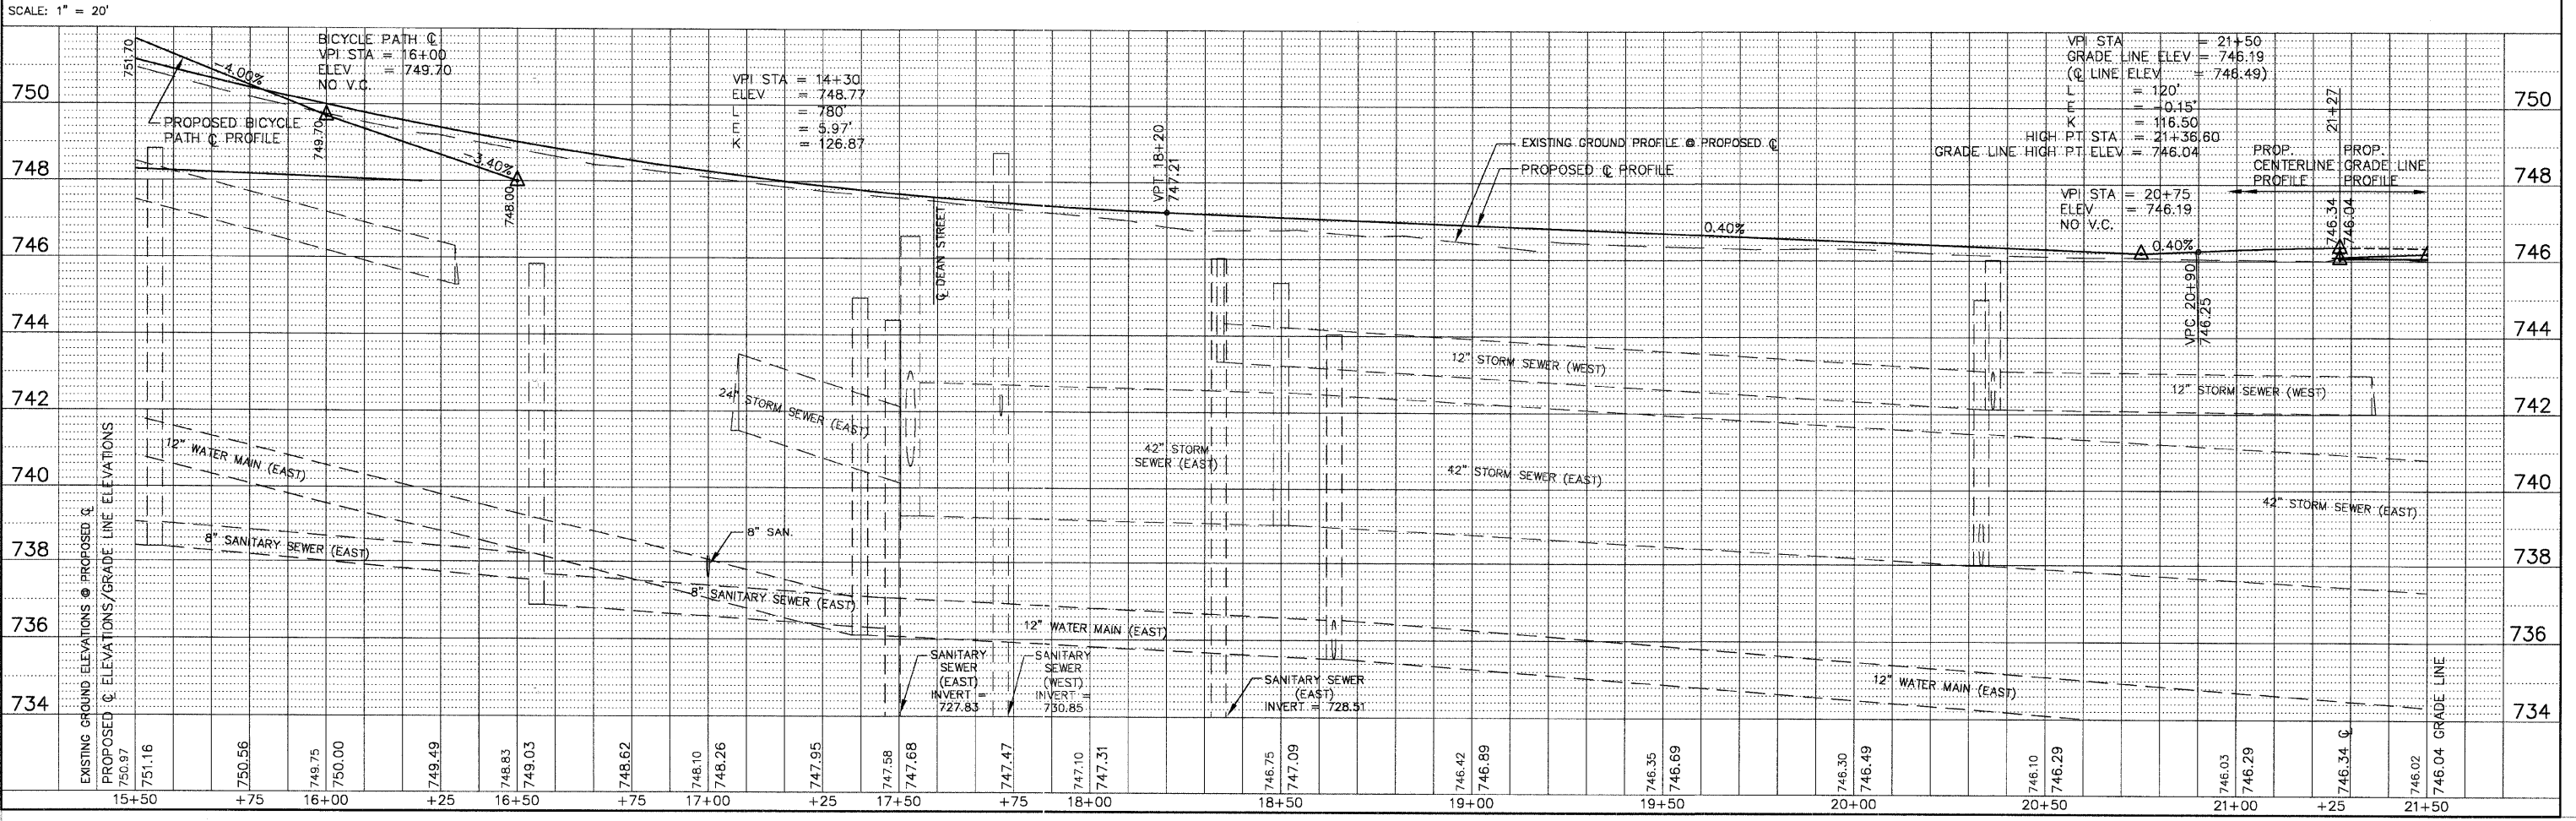 SCALE: 1" = 20'
BICYCLE PATH ℄
VPI STA = 16+00
ELEV = 749.70
NO V.C.
751.70
-4.00%
PROPOSED BICYCLE
PATH ℄ PROFILE
749.70
-3.40%
748.00
VPI STA = 14+30
ELEV = 748.77
L = 780'
E = 5.97'
K = 126.87
VPT 18+20
747.21
EXISTING GROUND PROFILE @ PROPOSED ℄
PROPOSED ℄ PROFILE
VPI STA = 21+50
GRADE LINE ELEV = 746.19
(℄ LINE ELEV = 746.49)
L = 120'
E = -0.15'
K = 116.50
HIGH PT STA = 21+36.60
GRADE LINE HIGH PT ELEV = 746.04
21+27
PROP.
CENTERLINE
PROFILE
PROP.
GRADE LINE
PROFILE
VPI STA = 20+75
ELEV = 746.19
NO V.C.
0.40%
0.40%
746.34
746.04
VPC 20+90
746.25
750
748
746
744
742
740
738
736
734
750
748
746
744
742
740
738
736
734
℄ DEAN STREET
24" STORM SEWER (EAST)
12" STORM SEWER (WEST)
12" STORM SEWER (WEST)
42" STORM
SEWER (EAST)
42" STORM SEWER (EAST)
42" STORM SEWER (EAST)
12" WATER MAIN (EAST)
8" SANITARY SEWER (EAST)
8" SAN.
8" SANITARY SEWER (EAST)
12" WATER MAIN (EAST)
12" WATER MAIN (EAST)
SANITARY
SEWER
(EAST)
INVERT =
727.83
SANITARY
SEWER
(WEST)
INVERT =
730.85
SANITARY SEWER
(EAST)
INVERT = 728.51
EXISTING GROUND ELEVATIONS @ PROPOSED ℄
PROPOSED ℄ ELEVATIONS/GRADE LINE ELEVATIONS
750.97
751.16
750.56
749.75
750.00
749.49
748.83
749.03
748.62
748.10
748.26
747.95
747.58
747.68
747.47
747.10
747.31
746.75
747.09
746.42
746.89
746.35
746.69
746.30
746.49
746.10
746.29
746.03
746.29
746.34 ℄
746.02
746.04 GRADE LINE
15+50 +75 16+00 +25 16+50 +75 17+00 +25 17+50 +75 18+00 18+50 19+00 19+50 20+00 20+50 21+00 +25 21+50